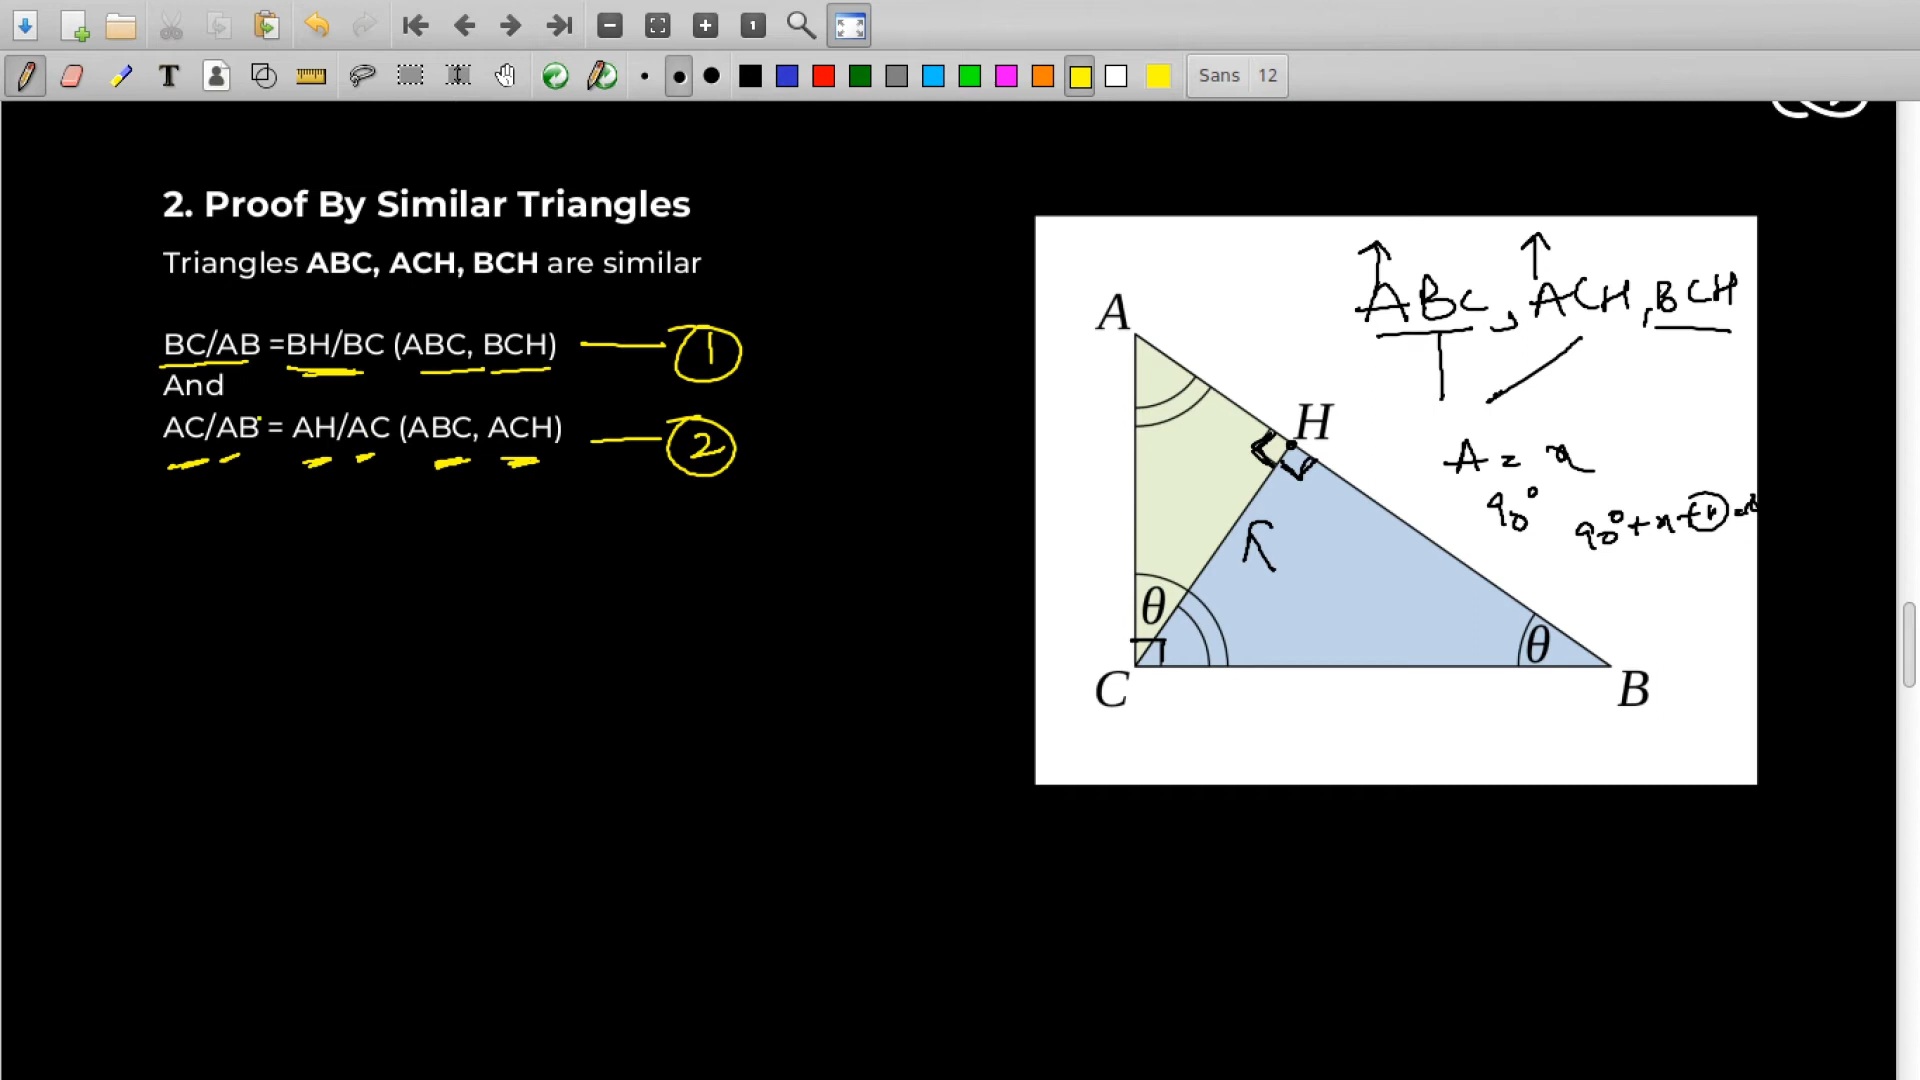 1
Sans 12
2. Proof By Similar Triangles
Triangles ABC, ACH, BCH are similar
BC/AB =BH/BC (ABC, BCH) 1
And
AC/AB = AH/AC (ABC, ACH) 2
ABC, ACH, BCH
A
H
A = x
90°
90° + x +
θ
θ
C
B